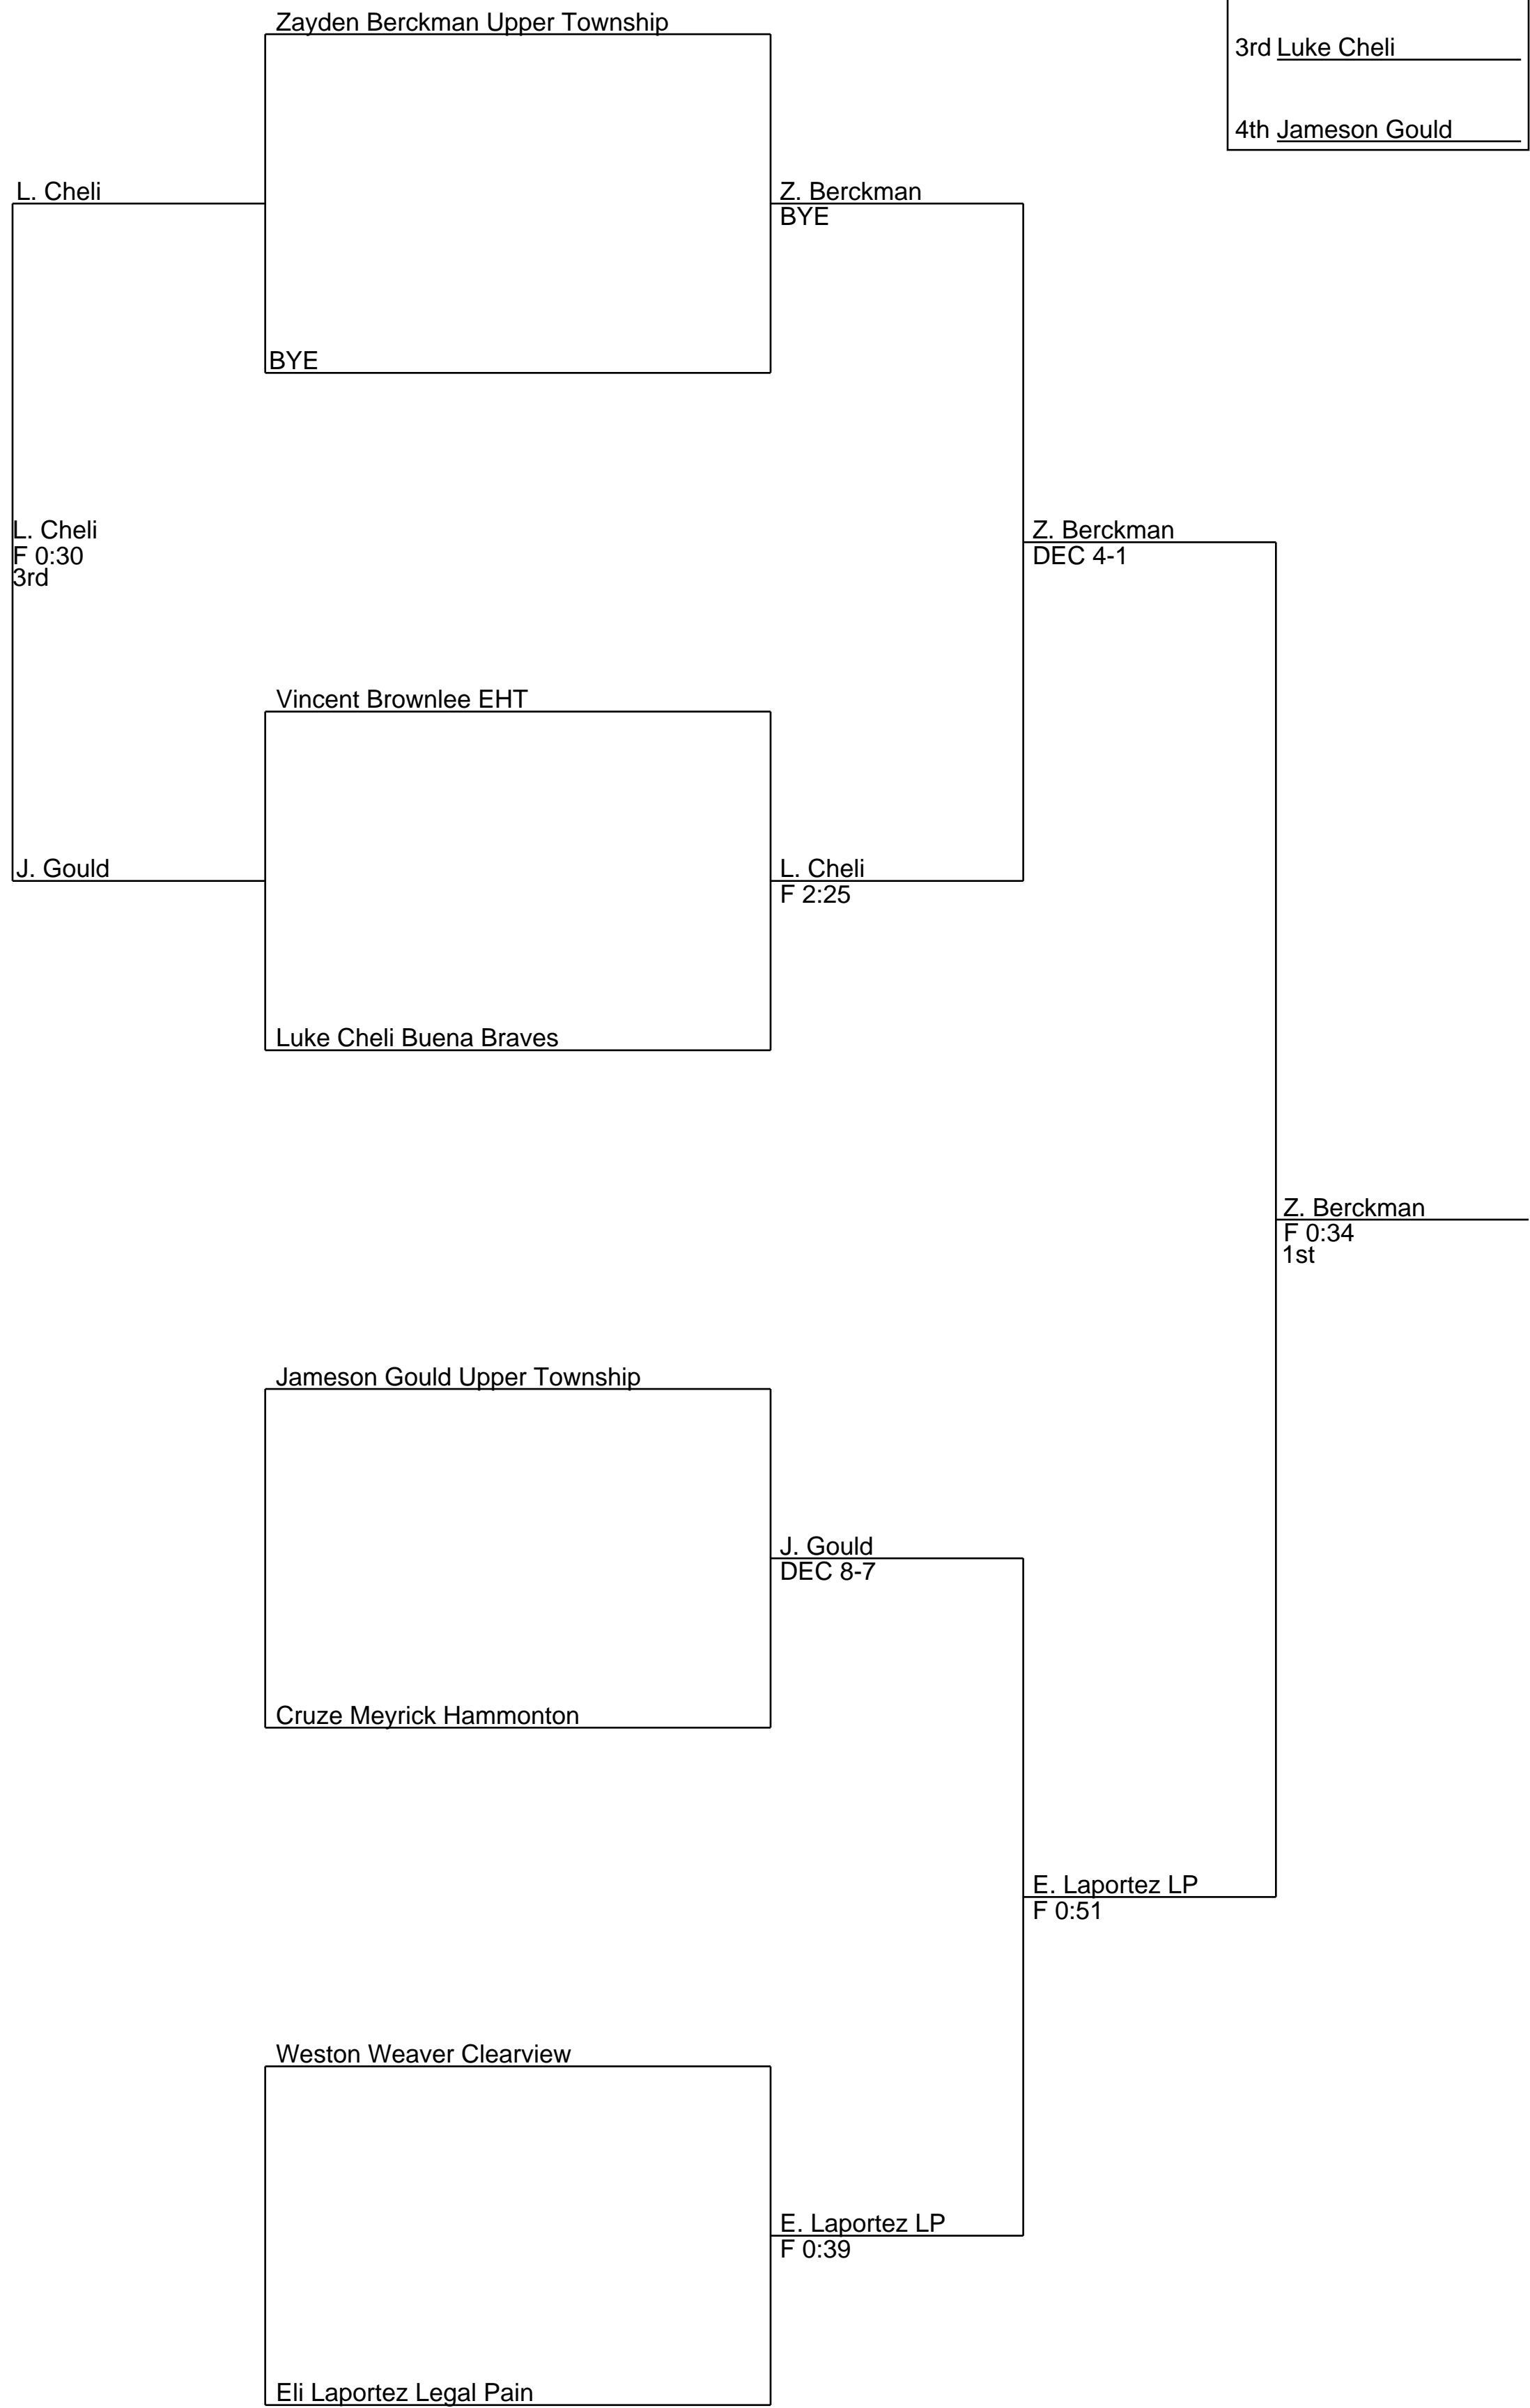 Zayden Berckman Upper Township
3rd Luke Cheli
4th Jameson Gould
L. Cheli
Z. Berckman
BYE
BYE
L. Cheli
F 0:30
3rd
Z. Berckman
DEC 4-1
Vincent Brownlee EHT
J. Gould
L. Cheli
F 2:25
Luke Cheli Buena Braves
Z. Berckman
F 0:34
1st
Jameson Gould Upper Township
J. Gould
DEC 8-7
Cruze Meyrick Hammonton
E. Laportez LP
F 0:51
Weston Weaver Clearview
E. Laportez LP
F 0:39
Eli Laportez Legal Pain